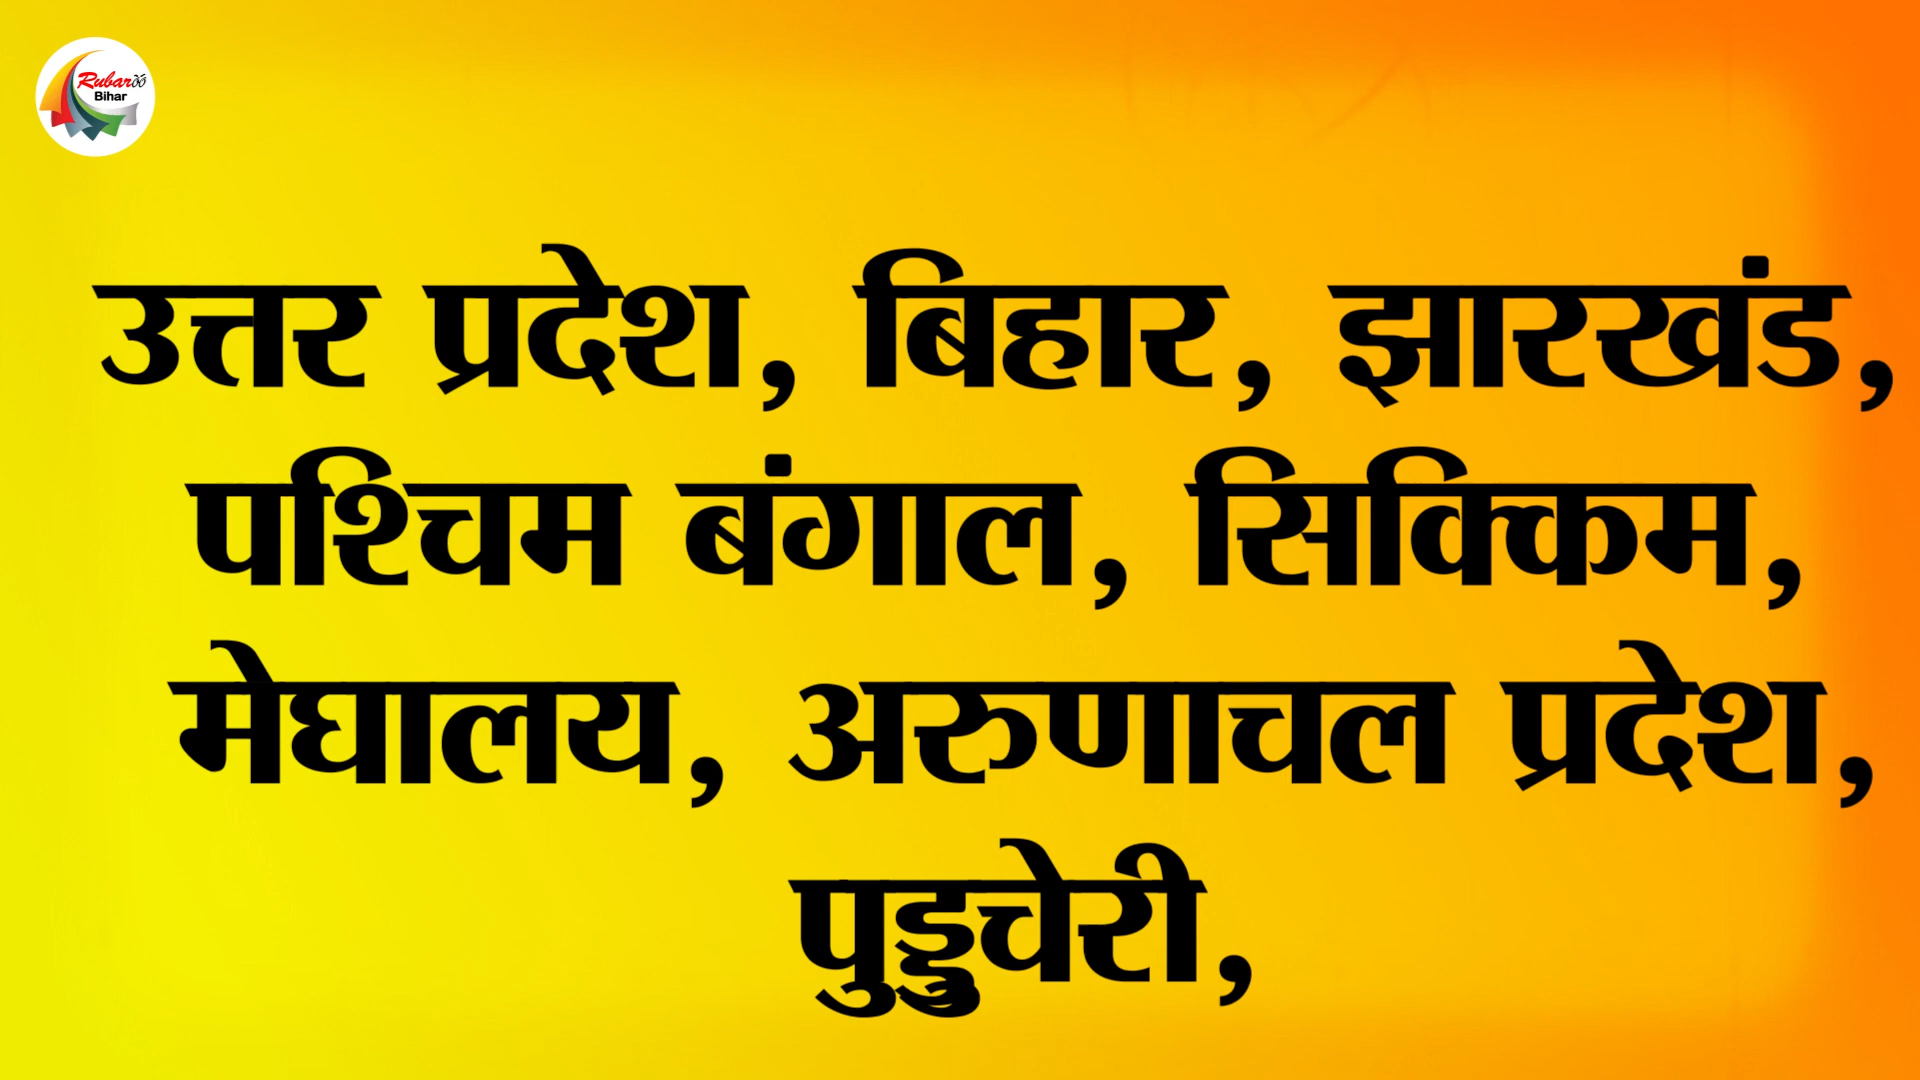 Rubaroo
Bihar
उत्तर प्रदेश, बिहार, झारखंड,
पश्चिम बंगाल, सिक्किम,
मेघालय, अरुणाचल प्रदेश,
पुड्डुचेरी,